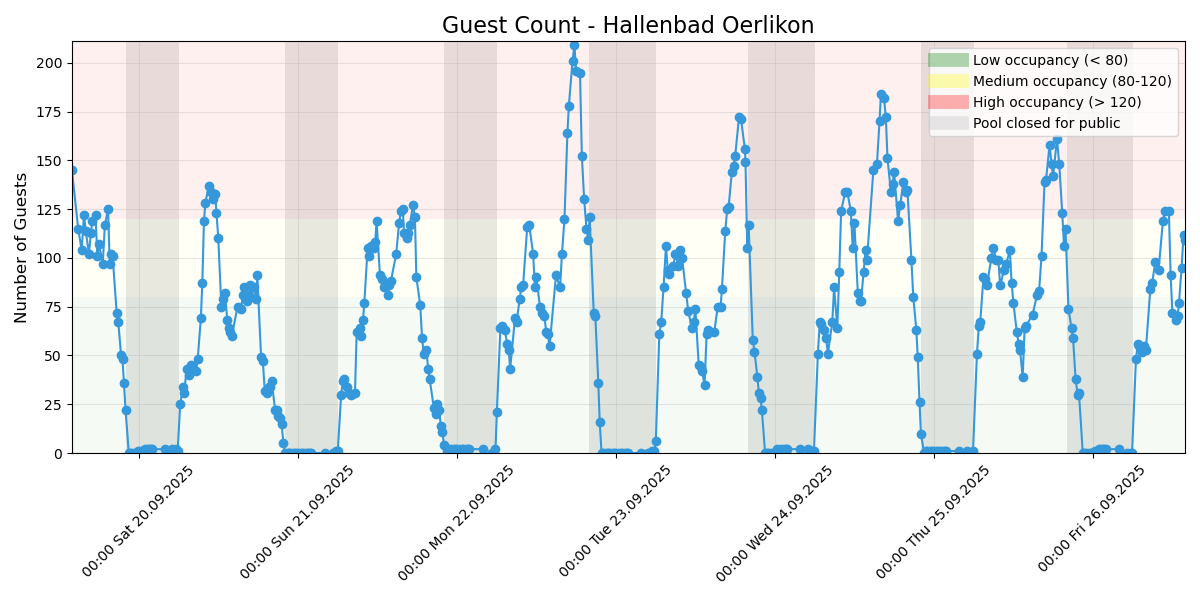 Guest Count - Hallenbad Oerlikon
Number of Guests
200
175
150
125
100
75
50
25
0
Low occupancy (< 80)
Medium occupancy (80-120)
High occupancy (> 120)
Pool closed for public
00:00 Sat 20.09.2025
00:00 Sun 21.09.2025
00:00 Mon 22.09.2025
00:00 Tue 23.09.2025
00:00 Wed 24.09.2025
00:00 Thu 25.09.2025
00:00 Fri 26.09.2025